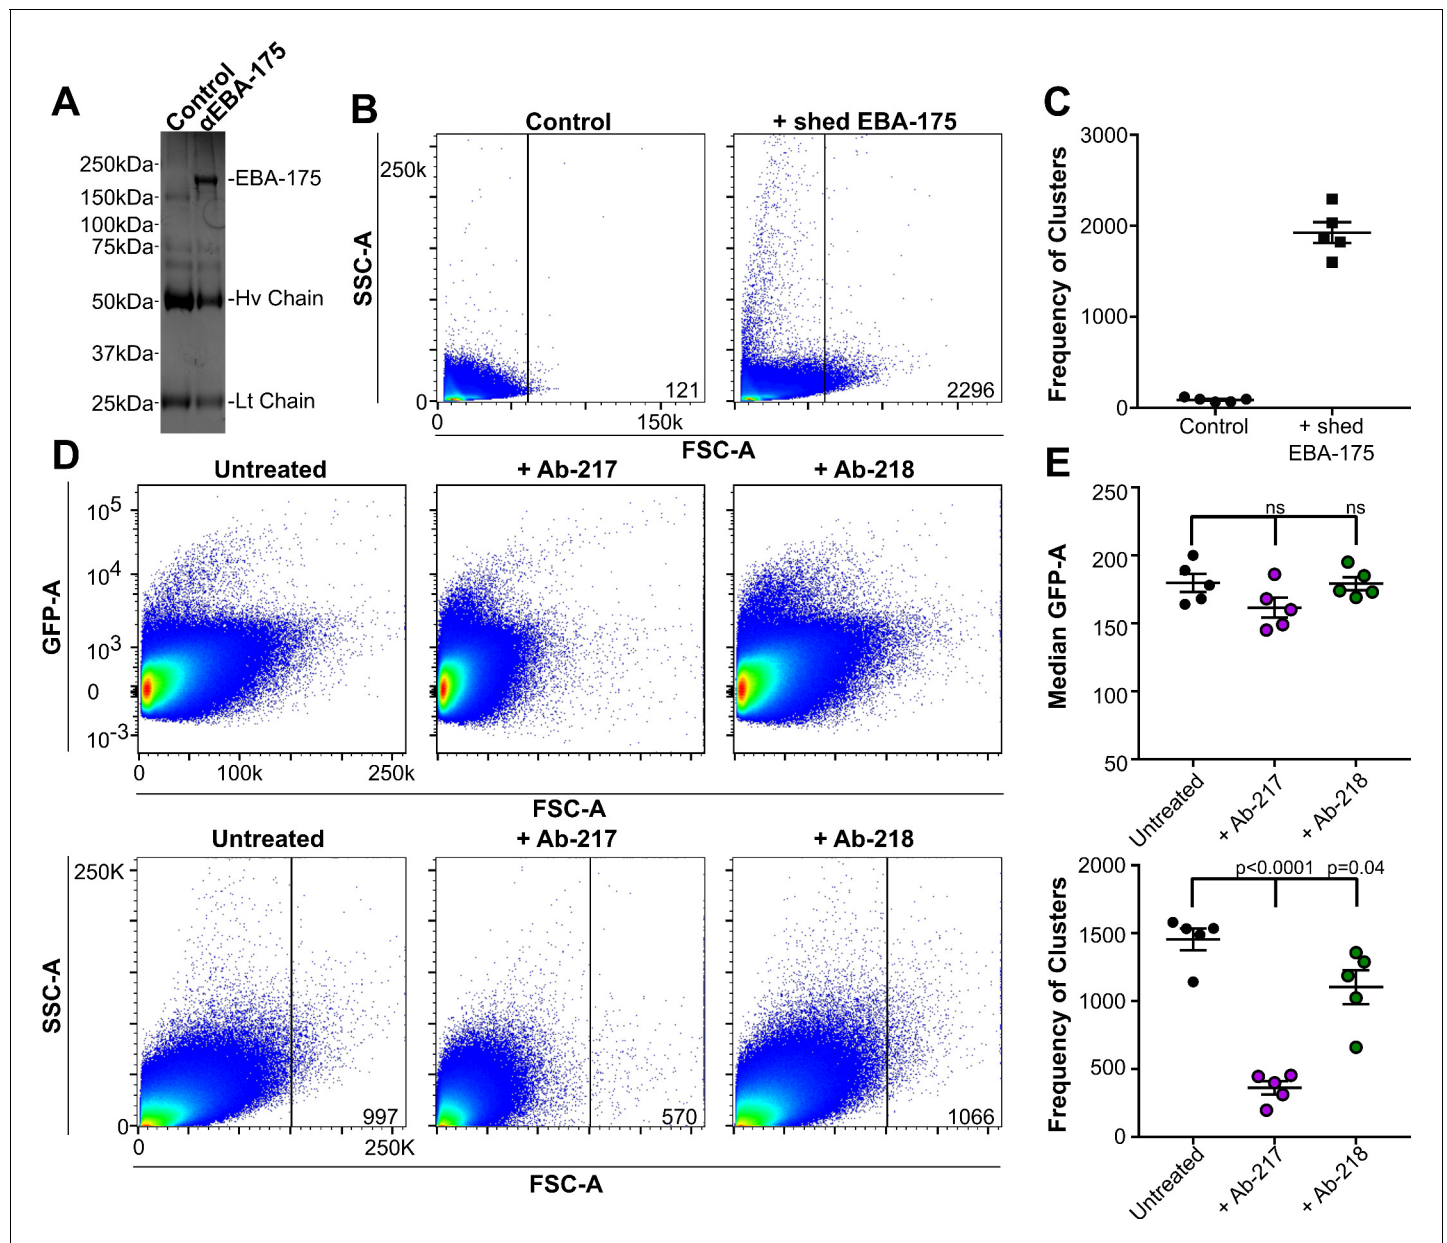 A
Control
αEBA-175
250kDa-
150kDa-
100kDa-
75kDa-
50kDa-
37kDa-
25kDa-
-EBA-175
-Hv Chain
-Lt Chain
B
Control
+ shed EBA-175
SSC-A
250k
0
121
2296
0
150k
FSC-A
C
Frequency of Clusters
3000
2000
1000
0
Control
+ shed
EBA-175
D
Untreated
+ Ab-217
+ Ab-218
GFP-A
10^5
10^4
10^3
0
10^-3
0
100k
250k
FSC-A
Untreated
+ Ab-217
+ Ab-218
SSC-A
250K
0
997
570
1066
0
250K
FSC-A
E
Median GFP-A
250
200
150
100
50
ns
ns
Untreated
+ Ab-217
+ Ab-218
Frequency of Clusters
2000
1500
1000
500
0
p<0.0001
p=0.04
Untreated
+ Ab-217
+ Ab-218